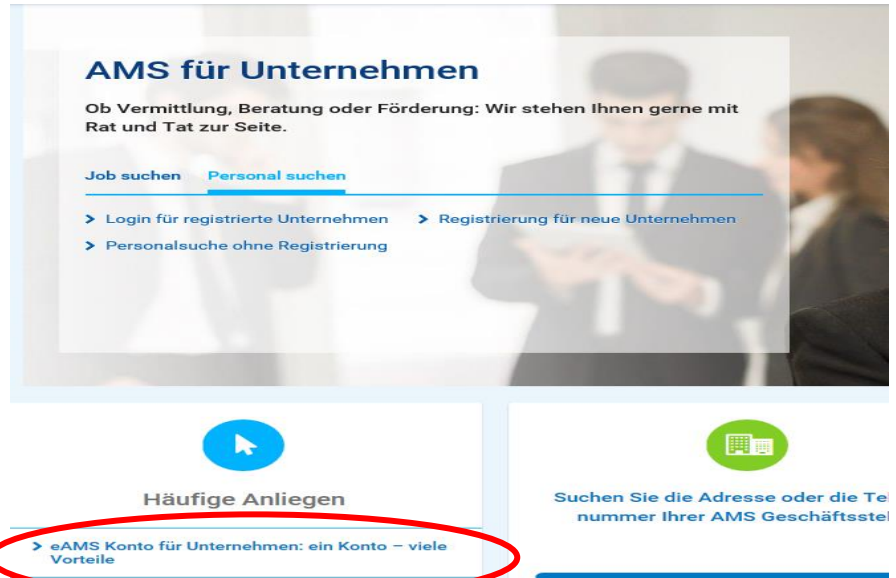 AMS für Unternehmen
Ob Vermittlung, Beratung oder Förderung: Wir stehen Ihnen gerne mit
Rat und Tat zur Seite.
Job suchen Personal suchen
> Login für registrierte Unternehmen > Registrierung für neue Unternehmen
> Personalsuche ohne Registrierung
Häufige Anliegen
> eAMS Konto für Unternehmen: ein Konto – viele
Vorteile
Suchen Sie die Adresse oder die
nummer Ihrer AMS